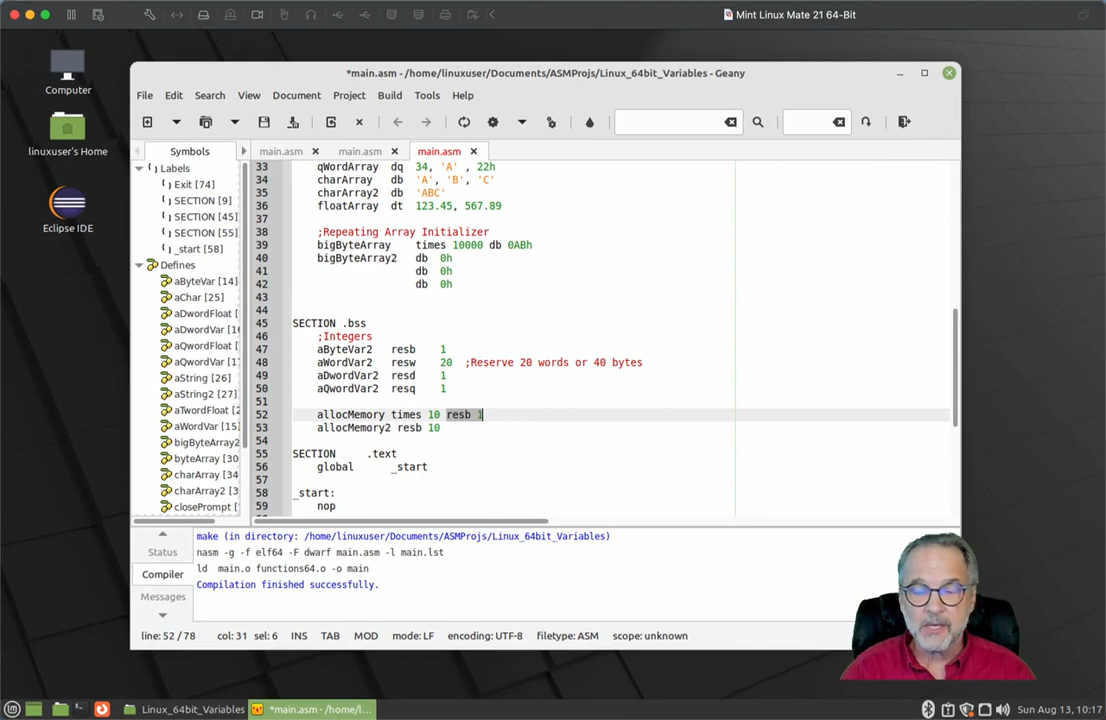 Mint Linux Mate 21 64-Bit
Computer
linuxuser's Home
Eclipse IDE
*main.asm - /home/linuxuser/Documents/ASMProjs/Linux_64bit_Variables - Geany
File Edit Search View Document Project Build Tools Help
Symbols main.asm main.asm main.asm
Labels
Exit [74]
SECTION [9]
SECTION [45]
SECTION [55]
_start [58]
Defines
aByteVar [14]
aChar [25]
aDwordFloat
aDwordVar [16
aQwordFloat
aQwordVar [17
aString [26]
aString2 [27]
aTwordFloat [2
aWordVar [15
bigByteArray2
byteArray [30
charArray [34
charArray2 [3
closePrompt [
33 qWordArray dq 34, 'A' , 22h
34 charArray db 'A', 'B', 'C'
35 charArray2 db 'ABC'
36 floatArray dt 123.45, 567.89
37
38 ;Repeating Array Initializer
39 bigByteArray times 10000 db 0ABh
40 bigByteArray2 db 0h
41 db 0h
42 db 0h
43
44
45 SECTION .bss
46 ;Integers
47 aByteVar2 resb 1
48 aWordVar2 resw 20 ;Reserve 20 words or 40 bytes
49 aDwordVar2 resd 1
50 aQwordVar2 resq 1
51
52 allocMemory times 10 resb 1
53 allocMemory2 resb 10
54
55 SECTION .text
56 global _start
57
58 _start:
59 nop
Status
Compiler
Messages
make (in directory: /home/linuxuser/Documents/ASMProjs/Linux_64bit_Variables)
nasm -g -f elf64 -F dwarf main.asm -l main.lst
ld main.o functions64.o -o main
Compilation finished successfully.
line: 52 / 78 col: 31 sel: 6 INS TAB MOD mode: LF encoding: UTF-8 filetype: ASM scope: unknown
Linux_64bit_Variables *main.asm - /home/l... Sun Aug 13, 10:17